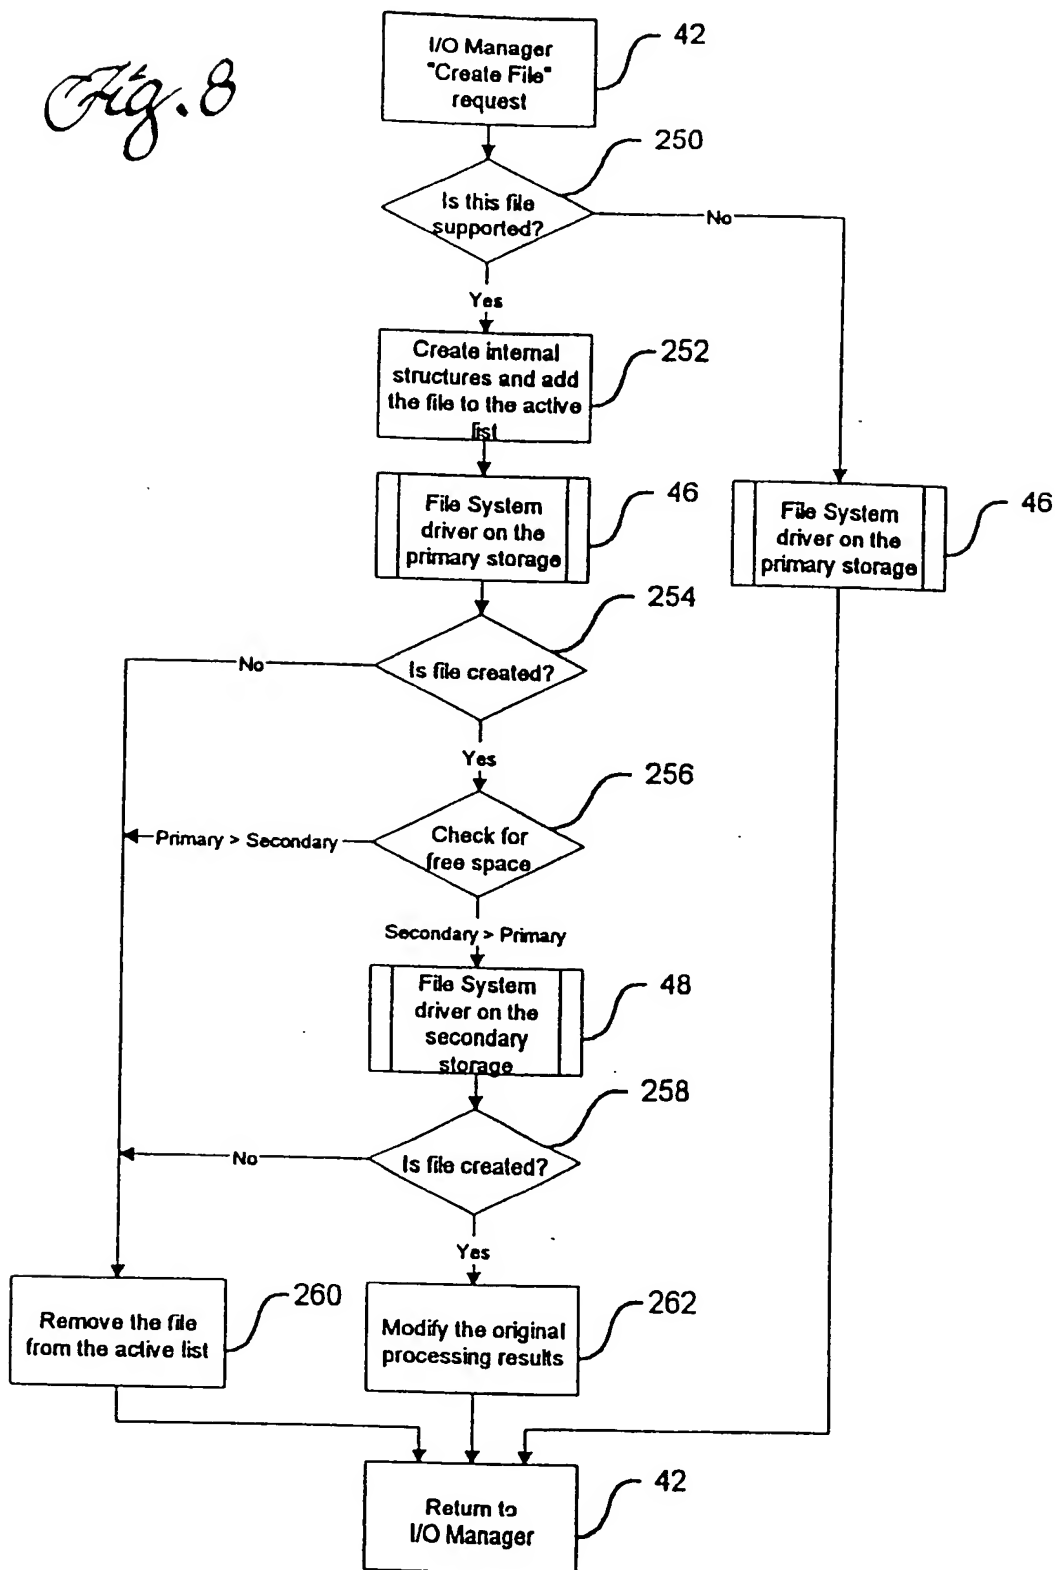 Fig. 8
I/O Manager
"Create File"
request
42
250
Is this file
supported?
No
Yes
Create internal
structures and add
the file to the active
list
252
File System
driver on the
primary storage
46
File System
driver on the
primary storage
46
254
Is file created?
No
Yes
256
Check for
free space
Primary > Secondary
Secondary > Primary
File System
driver on the
secondary
storage
48
258
Is file created?
No
Yes
Remove the file
from the active list
260
Modify the original
processing results
262
Return to
I/O Manager
42